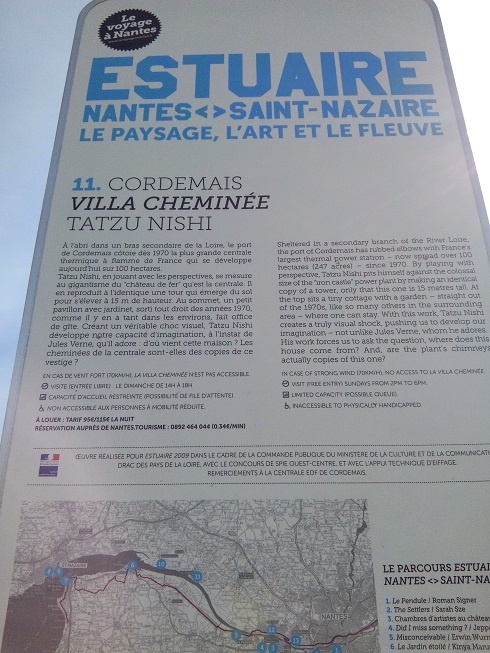 Le
voyage
à Nantes
ESTUAIRE
NANTES<>SAINT-NAZAIRE
LE PAYSAGE, L'ART ET LE FLEUVE
11. CORDEMAIS
VILLA CHEMINÉE
TATZU NISHI
À l'abri dans un bras secondaire de la Loire, le port
de Cordemais côtoie dès 1970 la plus grande centrale
thermique à flamme de France qui se développe
aujourd'hui sur 100 hectares.
Tatzu Nishi, en jouant avec les perspectives, se mesure
au gigantisme du "château de fer" qu'est la centrale. Il
en reproduit à l'identique une tour qui émerge du sol
pour s'élever à 15 m de hauteur. Au sommet, un petit
pavillon avec jardinet, sorti tout droit des années 1970,
comme il y en a tant dans les environs, fait office
de gîte. Créant un véritable choc visuel, Tatzu Nishi
développe notre capacité d'imagination, à l'instar de
Jules Verne, qu'il adore : d'où vient cette maison ? Les
cheminées de la centrale sont-elles des copies de ce
vestige ?
EN CAS DE VENT FORT (70KM/H), LA VILLA CHEMINÉE N'EST PAS ACCESSIBLE.
VISITE (ENTRÉE LIBRE) : LE DIMANCHE DE 14H À 18H
CAPACITÉ D'ACCUEIL RESTREINTE (POSSIBILITÉ DE FILE D'ATTENTE).
NON ACCESSIBLE AUX PERSONNES À MOBILITÉ RÉDUITE.
À LOUER : TARIF 95€/115€ LA NUIT
RÉSERVATION AUPRÈS DE NANTES.TOURISME : 0892 464 044 (0.34€/MIN)
Sheltered in a secondary branch of the River Loire,
the port of Cordemais has rubbed elbows with France's
largest thermal power station – now spread over 100
hectares (247 acres) – since 1970. By playing with
perspective, Tatzu Nishi pits himself against the colossal
size of the "iron castle" power plant by making an identical
copy of a tower, only that this one is 15 metres tall. At
the top sits a tiny cottage with a garden – straight out
of the 1970s, like so many others in the surrounding
area – where one can stay. With this work, Tatzu Nishi
creates a truly visual shock, pushing us to develop our
imagination – not unlike Jules Verne, whom he adores.
His work forces us to ask the question, where does this
house come from? And, are the plant's chimneys
actually copies of this one?
IN CASE OF STRONG WIND (70KM/H), NO ACCESS TO LA VILLA CHEMINÉE.
VISIT (FREE ENTRY) SUNDAYS FROM 2PM TO 6PM.
LIMITED CAPACITY (POSSIBLE QUEUE).
INACCESSIBLE TO PHYSICALLY HANDICAPPED.
ŒUVRE RÉALISÉE POUR ESTUAIRE 2009 DANS LE CADRE DE LA COMMANDE PUBLIQUE DU MINISTÈRE DE LA CULTURE ET DE LA COMMUNICA
DRAC DES PAYS DE LA LOIRE, AVEC LE CONCOURS DE SPIE OUEST-CENTRE, ET AVEC L'APPUI TECHNIQUE D'EIFFAGE.
REMERCIEMENTS À LA CENTRALE EDF DE CORDEMAIS.
NANTES
LE PARCOURS ESTUAI
NANTES <> SAINT-NA
1. Le Pendule / Roman Signer
2. The Settlers / Sarah Sze
3. Chambres d'artistes au château
4. Did I miss something ? / Jeppe
5. Misconceivable / Erwin Wurm
6. Le Jardin étoilé / Kinya Maru